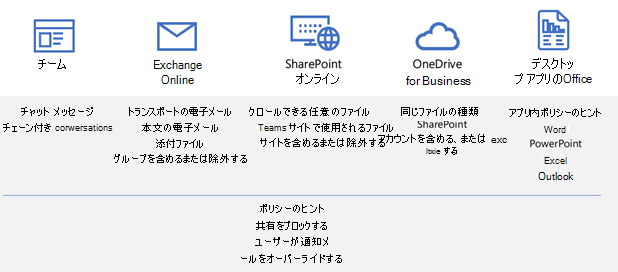 チーム
Exchange
Online
SharePoint
オンライン
OneDrive
for Business
デスクトッ
プ アプリのOffice
チャット メッセージ
チェーン付き conversations
トランスポートの電子メール
本文の電子メール
添付ファイル
グループを含めるまたは除外する
クロールできる任意のファイル
Teams サイトで使用されるファイル
サイトを含めるまたは除外する
同じファイルの種類
SharePoint
アカウントを含める、または exc
する
アプリ内ポリシーのヒント
Word
PowerPoint
Excel
Outlook
ポリシーのヒント
共有をブロックする
ユーザーが通知メ
ールをオーバーライドする